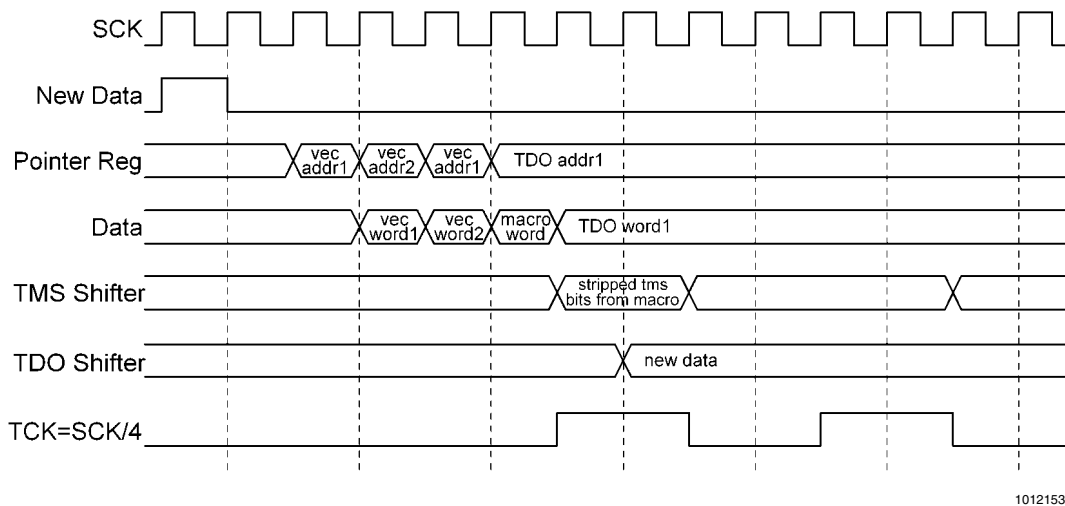 SCK
New Data
Pointer Reg
vec addr1
vec addr2
vec addr1
TDO addr1
Data
vec word1
vec word2
macro word
TDO word1
TMS Shifter
stripped tms
bits from macro
TDO Shifter
new data
TCK=SCK/4
1012153